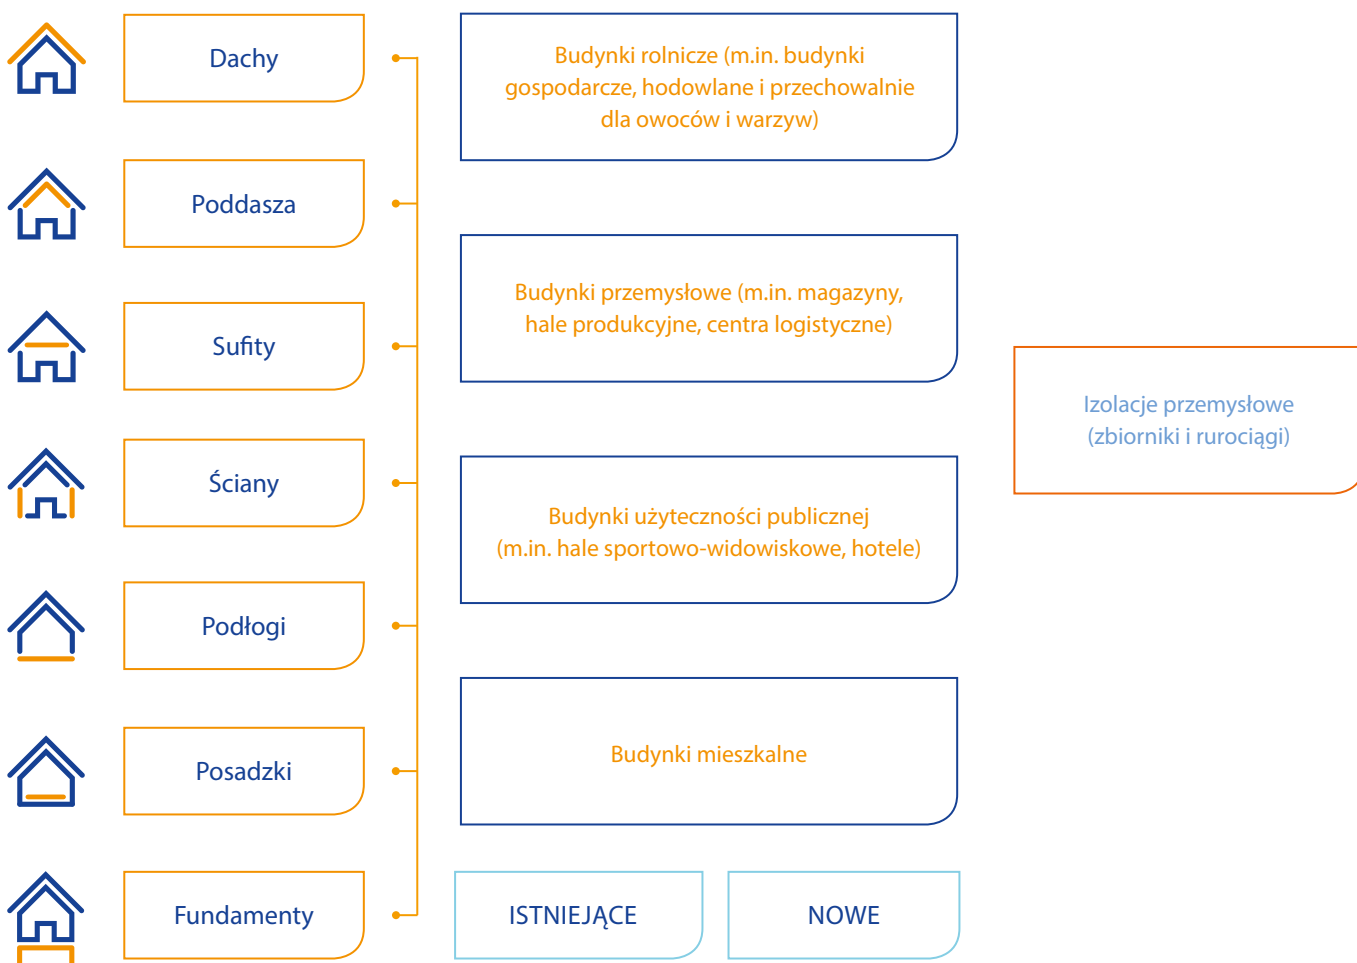 Dachy
Poddasza
Sufity
Ściany
Podłogi
Posadzki
Fundamenty
Budynki rolnicze (m.in. budynki
gospodarcze, hodowlane i przechowalnie
dla owoców i warzyw)
Budynki przemysłowe (m.in. magazyny,
hale produkcyjne, centra logistyczne)
Budynki użyteczności publicznej
(m.in. hale sportowo-widowiskowe, hotele)
Budynki mieszkalne
ISTNIEJĄCE
NOWE
Izolacje przemysłowe
(zbiorniki i rurociągi)